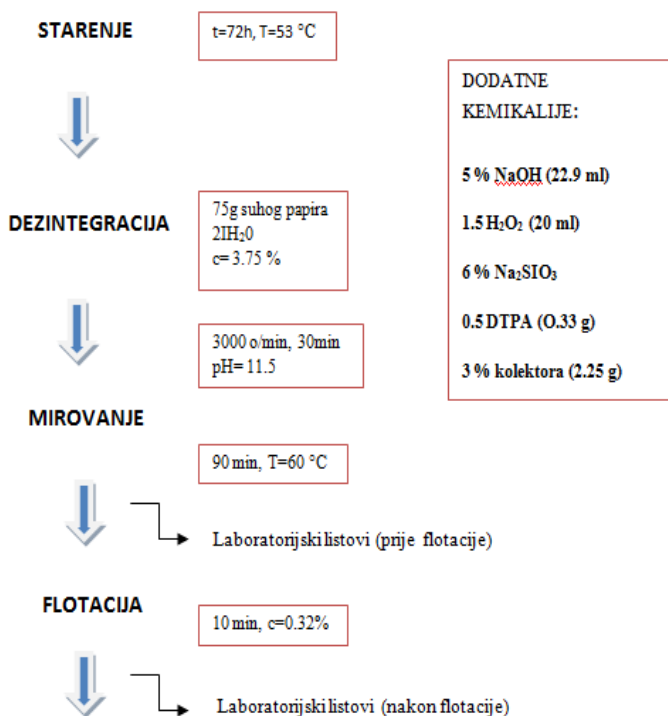 STARENJE
t=72h, T=53 °C
DODATNE
KEMIKALIJE:
5 % NaOH (22.9 ml)
1.5 H₂O₂ (20 ml)
6 % Na₂SIO₃
0.5 DTPA (O.33 g)
3 % kolektora (2.25 g)
DEZINTEGRACIJA
75g suhog papira
2IH₂0
c= 3.75 %
3000 o/min, 30min
pH= 11.5
MIROVANJE
90 min, T=60 °C
Laboratorijski listovi (prije flotacije)
FLOTACIJA
10 min, c=0.32%
Laboratorijski listovi (nakon flotacije)